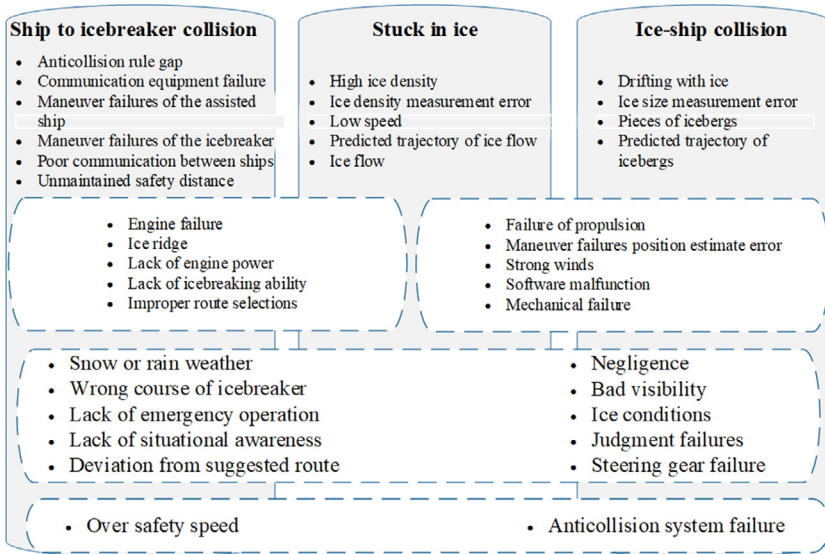 Ship to icebreaker collision
• Anticollision rule gap
• Communication equipment failure
• Maneuver failures of the assisted
ship
• Maneuver failures of the icebreaker
• Poor communication between ships
• Unmaintained safety distance
Stuck in ice
• High ice density
• Ice density measurement error
• Low speed
• Predicted trajectory of ice flow
• Ice flow
Ice-ship collision
• Drifting with ice
• Ice size measurement error
• Pieces of icebergs
• Predicted trajectory of
icebergs
• Engine failure
• Ice ridge
• Lack of engine power
• Lack of icebreaking ability
• Improper route selections
• Failure of propulsion
• Maneuver failures position estimate error
• Strong winds
• Software malfunction
• Mechanical failure
• Snow or rain weather
• Wrong course of icebreaker
• Lack of emergency operation
• Lack of situational awareness
• Deviation from suggested route
• Negligence
• Bad visibility
• Ice conditions
• Judgment failures
• Steering gear failure
• Over safety speed
• Anticollision system failure